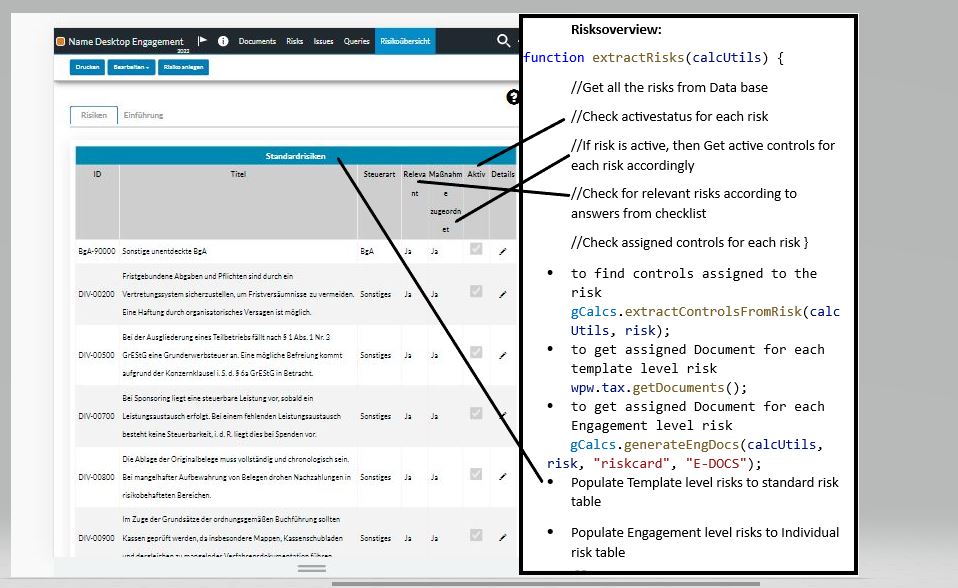 Name Desktop Engagement
2022
Documents Risks Issues Queries Risikoübersicht
Drucken Bearbeiten Risiko anlegen
Risiken Einführung
Standardrisiken
ID Titel Steuerart Releva Maßnahm Aktiv Details
nt e
zugeordn
et
BgA-90000 Sonstige unentdeckte BgA BgA Ja Ja
Fristgebundene Abgaben und Pflichten sind durch ein
DIV-00200 Vertretungssystem sicherzustellen, um Fristversäumnisse zu vermeiden. Sonstiges Ja Ja
Eine Haftung durch organisatorisches Versagen ist möglich.
Bei der Ausgliederung eines Teilbetriebs fällt nach § 1 Abs. 1 Nr. 3
DIV-00500 GrEStG eine Grunderwerbsteuer an. Eine mögliche Befreiung kommt Sonstiges Ja Ja
aufgrund der Konzernklausel i. S. d. § 6a GrEStG in Betracht.
Bei Sponsoring liegt eine steuerbare Leistung vor, sobald ein
DIV-00700 Leistungsaustausch erfolgt. Bei einem fehlenden Leistungsaustausch Sonstiges Ja Ja
besteht keine Steuerbarkeit, i. d. R. liegt dies bei Spenden vor.
Die Ablage der Originalbelege muss vollständig und chronologisch sein.
DIV-00800 Bei mangelhafter Aufbewahrung von Belegen drohen Nachzahlungen in Sonstiges Ja Ja
risikobehafteten Bereichen.
Im Zuge der Grundsätze der ordnungsgemäßen Buchführung sollten
DIV-00900 Kassen geprüft werden, da insbesondere Mappen, Kassenschubladen Sonstiges Ja Ja
und dergleichen zu mangelnder Verfahrensdokumentation führen
Risksoverview:
function extractRisks(calcUtils) {
//Get all the risks from Data base
//Check activestatus for each risk
//If risk is active, then Get active controls for
each risk accordingly
//Check for relevant risks according to
answers from checklist
//Check assigned controls for each risk }
• to find controls assigned to the
risk
gCalcs.extractControlsFromRisk(calc
Utils, risk);
• to get assigned Document for each
template level risk
wpw.tax.getDocuments();
• to get assigned Document for each
Engagement level risk
gCalcs.generateEngDocs(calcUtils,
risk, "riskcard", "E-DOCS");
• Populate Template level risks to standard risk
table
• Populate Engagement level risks to Individual
risk table